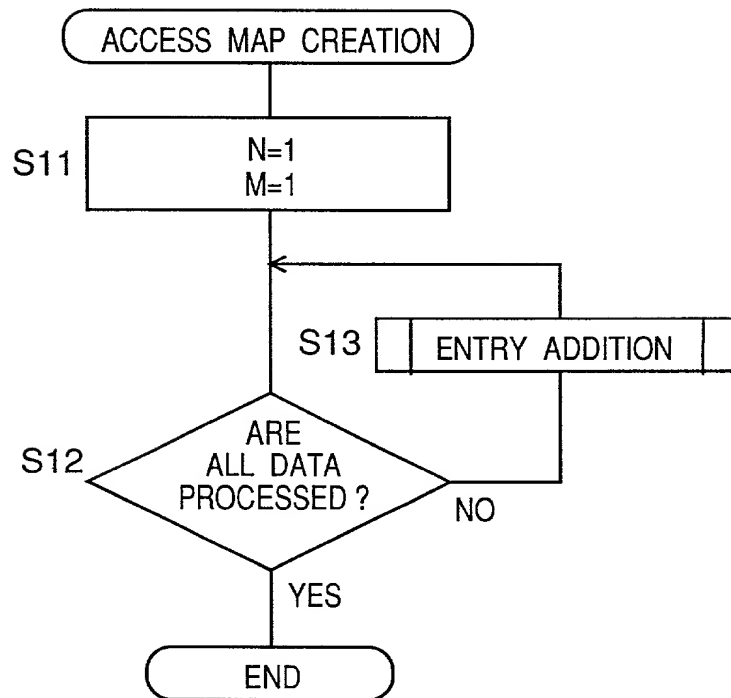 ACCESS MAP CREATION
S11
N=1
M=1
S13
ENTRY ADDITION
S12
ARE
ALL DATA
PROCESSED ?
NO
YES
END